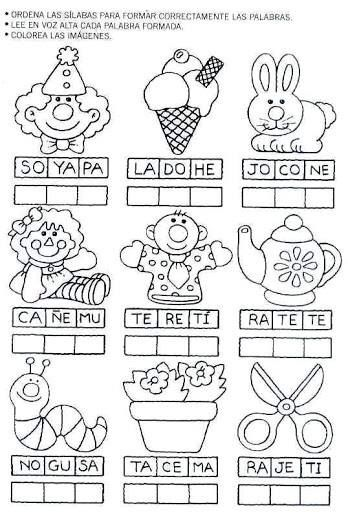 • ORDENA LAS SÍLABAS PARA FORMAR CORRECTAMENTE LAS PALABRAS.
• LEE EN VOZ ALTA CADA PALABRA FORMADA.
• COLOREA LAS IMÁGENES.
SO YA PA
LA DO HE
JO CO NE
CA ÑE MU
TE RE TÍ
RA TE TE
NO GU SA
TA CE MA
RA JE TI